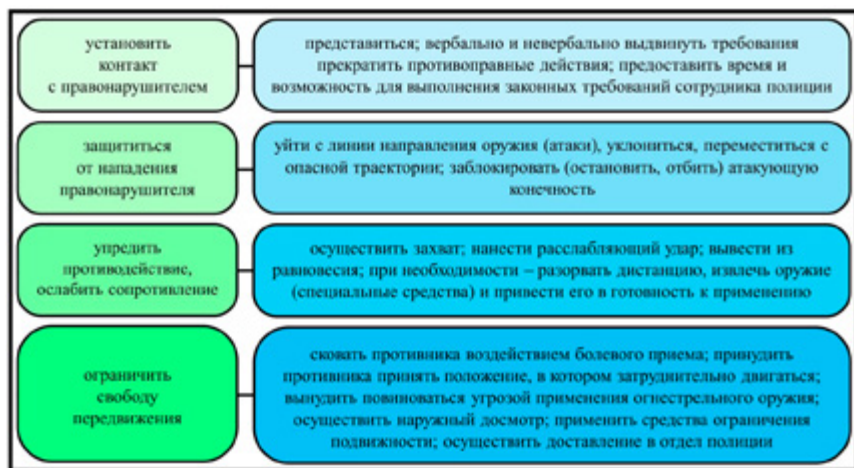 установить
контакт
с правонарушителем
представиться; вербально и невербально выдвинуть требования
прекратить противоправные действия; предоставить время и
возможность для выполнения законных требований сотрудника полиции
защититься
от нападения
правонарушителя
уйти с линии направления оружия (атаки), уклониться, переместиться с
опасной траектории; заблокировать (остановить, отбить) атакующую
конечность
упредить
противодействие,
ослабить сопротивление
осуществить захват; нанести расслабляющий удар; вывести из
равновесия; при необходимости – разорвать дистанцию, извлечь оружие
(специальные средства) и привести его в готовность к применению
ограничить
свободу
передвижения
сковать противника воздействием болевого приема; принудить
противника принять положение, в котором затруднительно двигаться;
вынудить повиноваться угрозой применения огнестрельного оружия;
осуществить наружный досмотр; применить средства ограничения
подвижности; осуществить доставление в отдел полиции